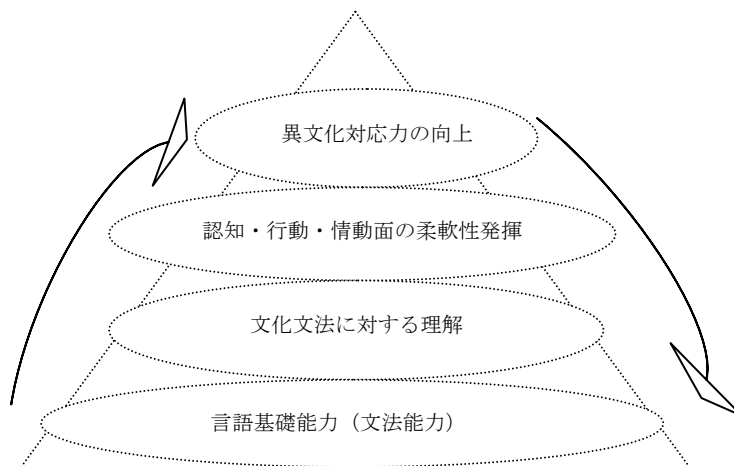 異文化対応力の向上
認知・行動・情動面の柔軟性発揮
文化文法に対する理解
言語基礎能力（文法能力）